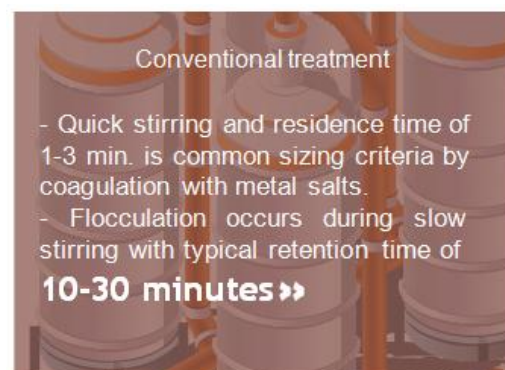 Conventional treatment
- Quick stirring and residence time of
1-3 min. is common sizing criteria by
coagulation with metal salts.
- Flocculation occurs during slow
stirring with typical retention time of
10-30 minutes»